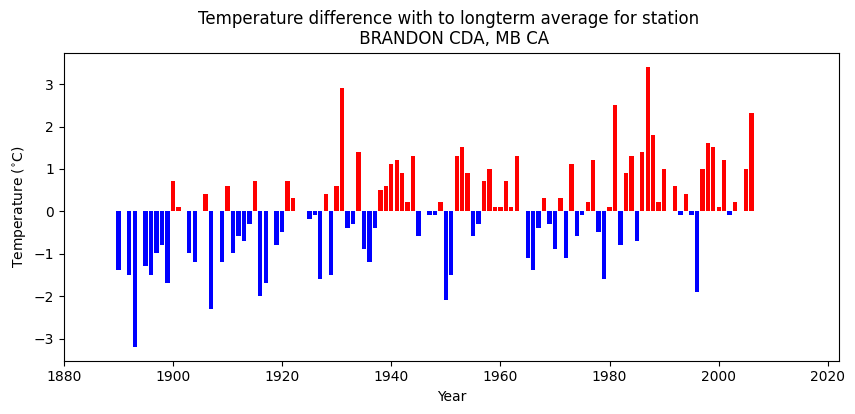 Temperature difference with to longterm average for station
BRANDON CDA, MB CA
Temperature (°C)
3
2
1
0
−1
−2
−3
1880 1900 1920 1940 1960 1980 2000 2020
Year